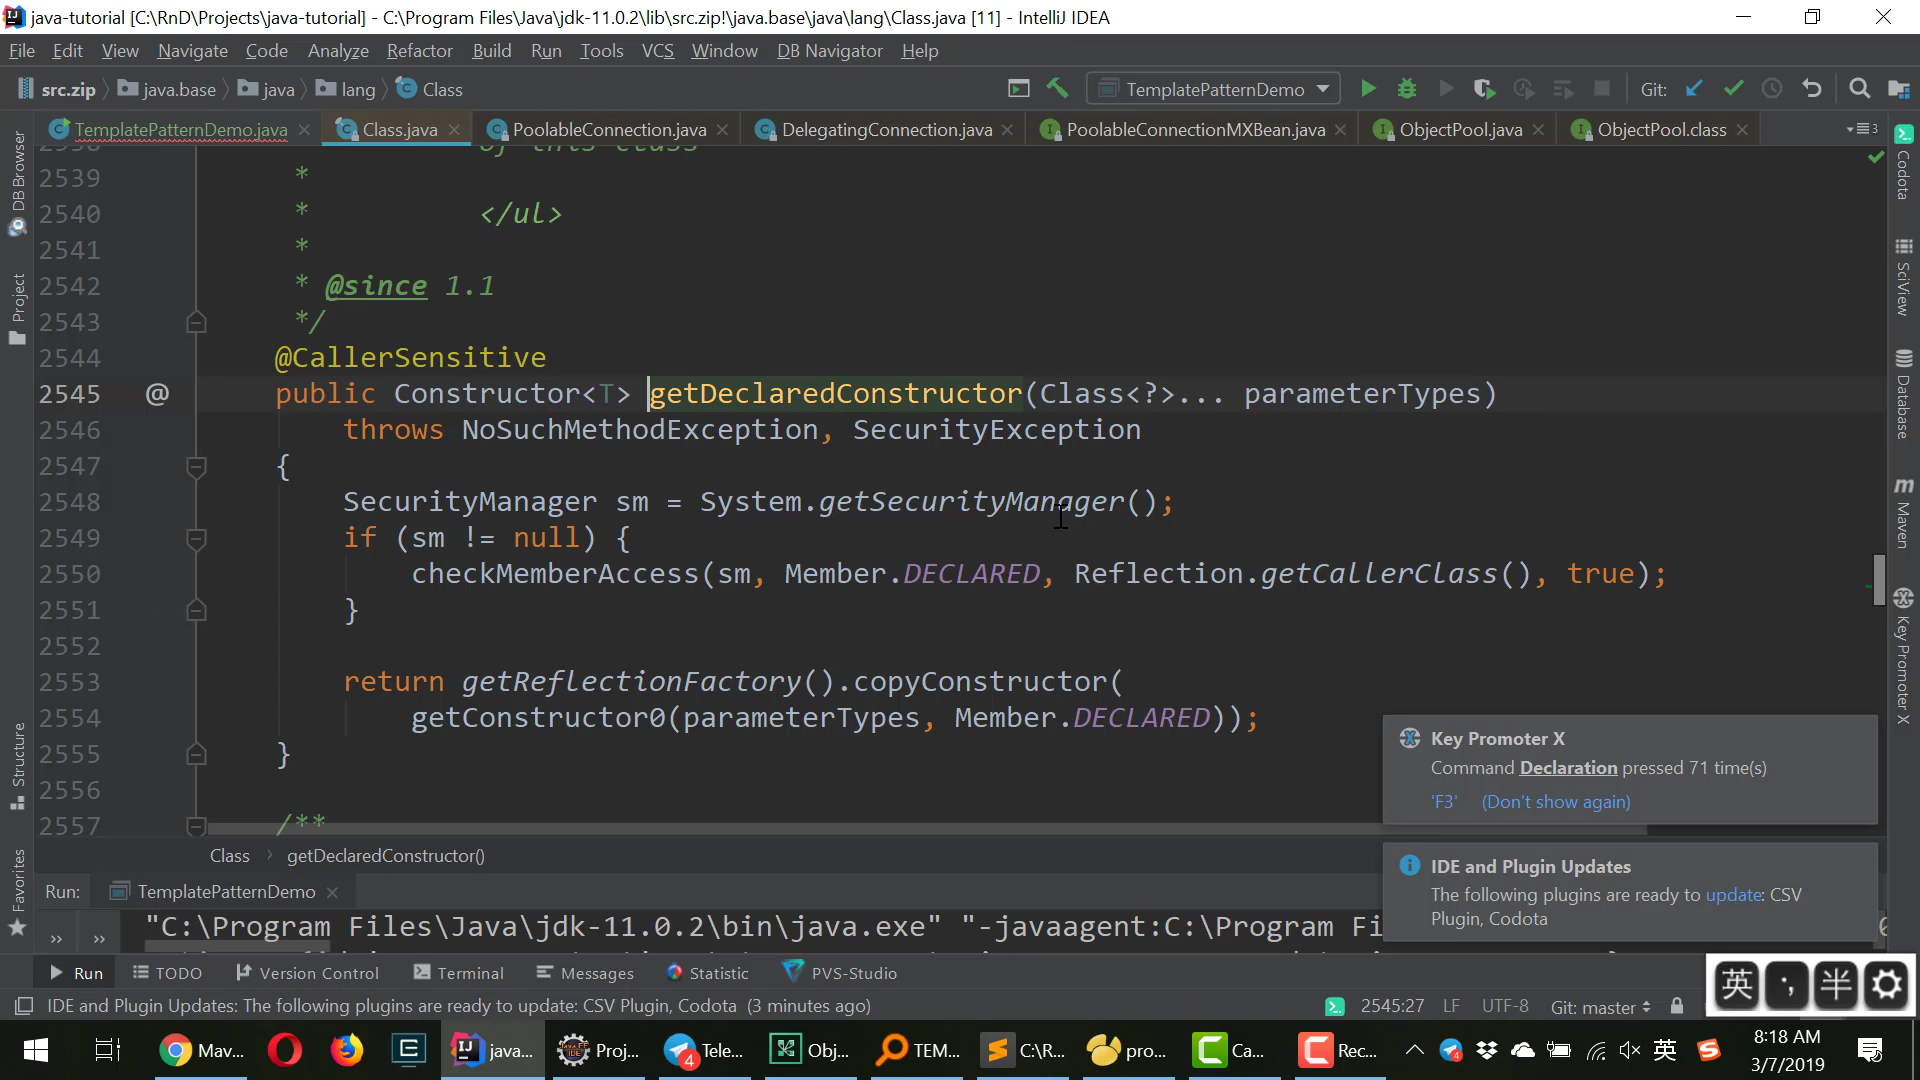 java-tutorial [C:\RnD\Projects\java-tutorial] - C:\Program Files\Java\jdk-11.0.2\lib\src.zip!\java.base\java\lang\Class.java [11] - IntelliJ IDEA
File Edit View Navigate Code Analyze Refactor Build Run Tools VCS Window DB Navigator Help
src.zip java.base java lang Class TemplatePatternDemo Git:
TemplatePatternDemo.java Class.java PoolableConnection.java DelegatingConnection.java PoolableConnectionMXBean.java ObjectPool.java ObjectPool.class 3
of this class
2539 *
2540 * </ul>
2541 *
2542 * @since 1.1
2543 */
2544 @CallerSensitive
2545 @ public Constructor<T> getDeclaredConstructor(Class<?>... parameterTypes)
2546 throws NoSuchMethodException, SecurityException
2547 {
2548 SecurityManager sm = System.getSecurityManager();
2549 if (sm != null) {
2550 checkMemberAccess(sm, Member.DECLARED, Reflection.getCallerClass(), true);
2551 }
2552
2553 return getReflectionFactory().copyConstructor(
2554 getConstructor0(parameterTypes, Member.DECLARED));
2555 }
2556
2557 /**
DB Browser
Project
Structure
Favorites
Codota
SciView
Database
Maven
Key Promoter X
Key Promoter X
Command Declaration pressed 71 time(s)
'F3' (Don't show again)
IDE and Plugin Updates
The following plugins are ready to update: CSV
Plugin, Codota
Class getDeclaredConstructor()
Run: TemplatePatternDemo
"C:\Program Files\Java\jdk-11.0.2\bin\java.exe" "-javaagent:C:\Program Fi
Run TODO Version Control Terminal Messages Statistic PVS-Studio
IDE and Plugin Updates: The following plugins are ready to update: CSV Plugin, Codota (3 minutes ago) 2545:27 LF UTF-8 Git: master
英 半
Mav... java... Proj... Tele... Obj... TEM... C:\R... pro... Ca... Rec... 英
8:18 AM
3/7/2019